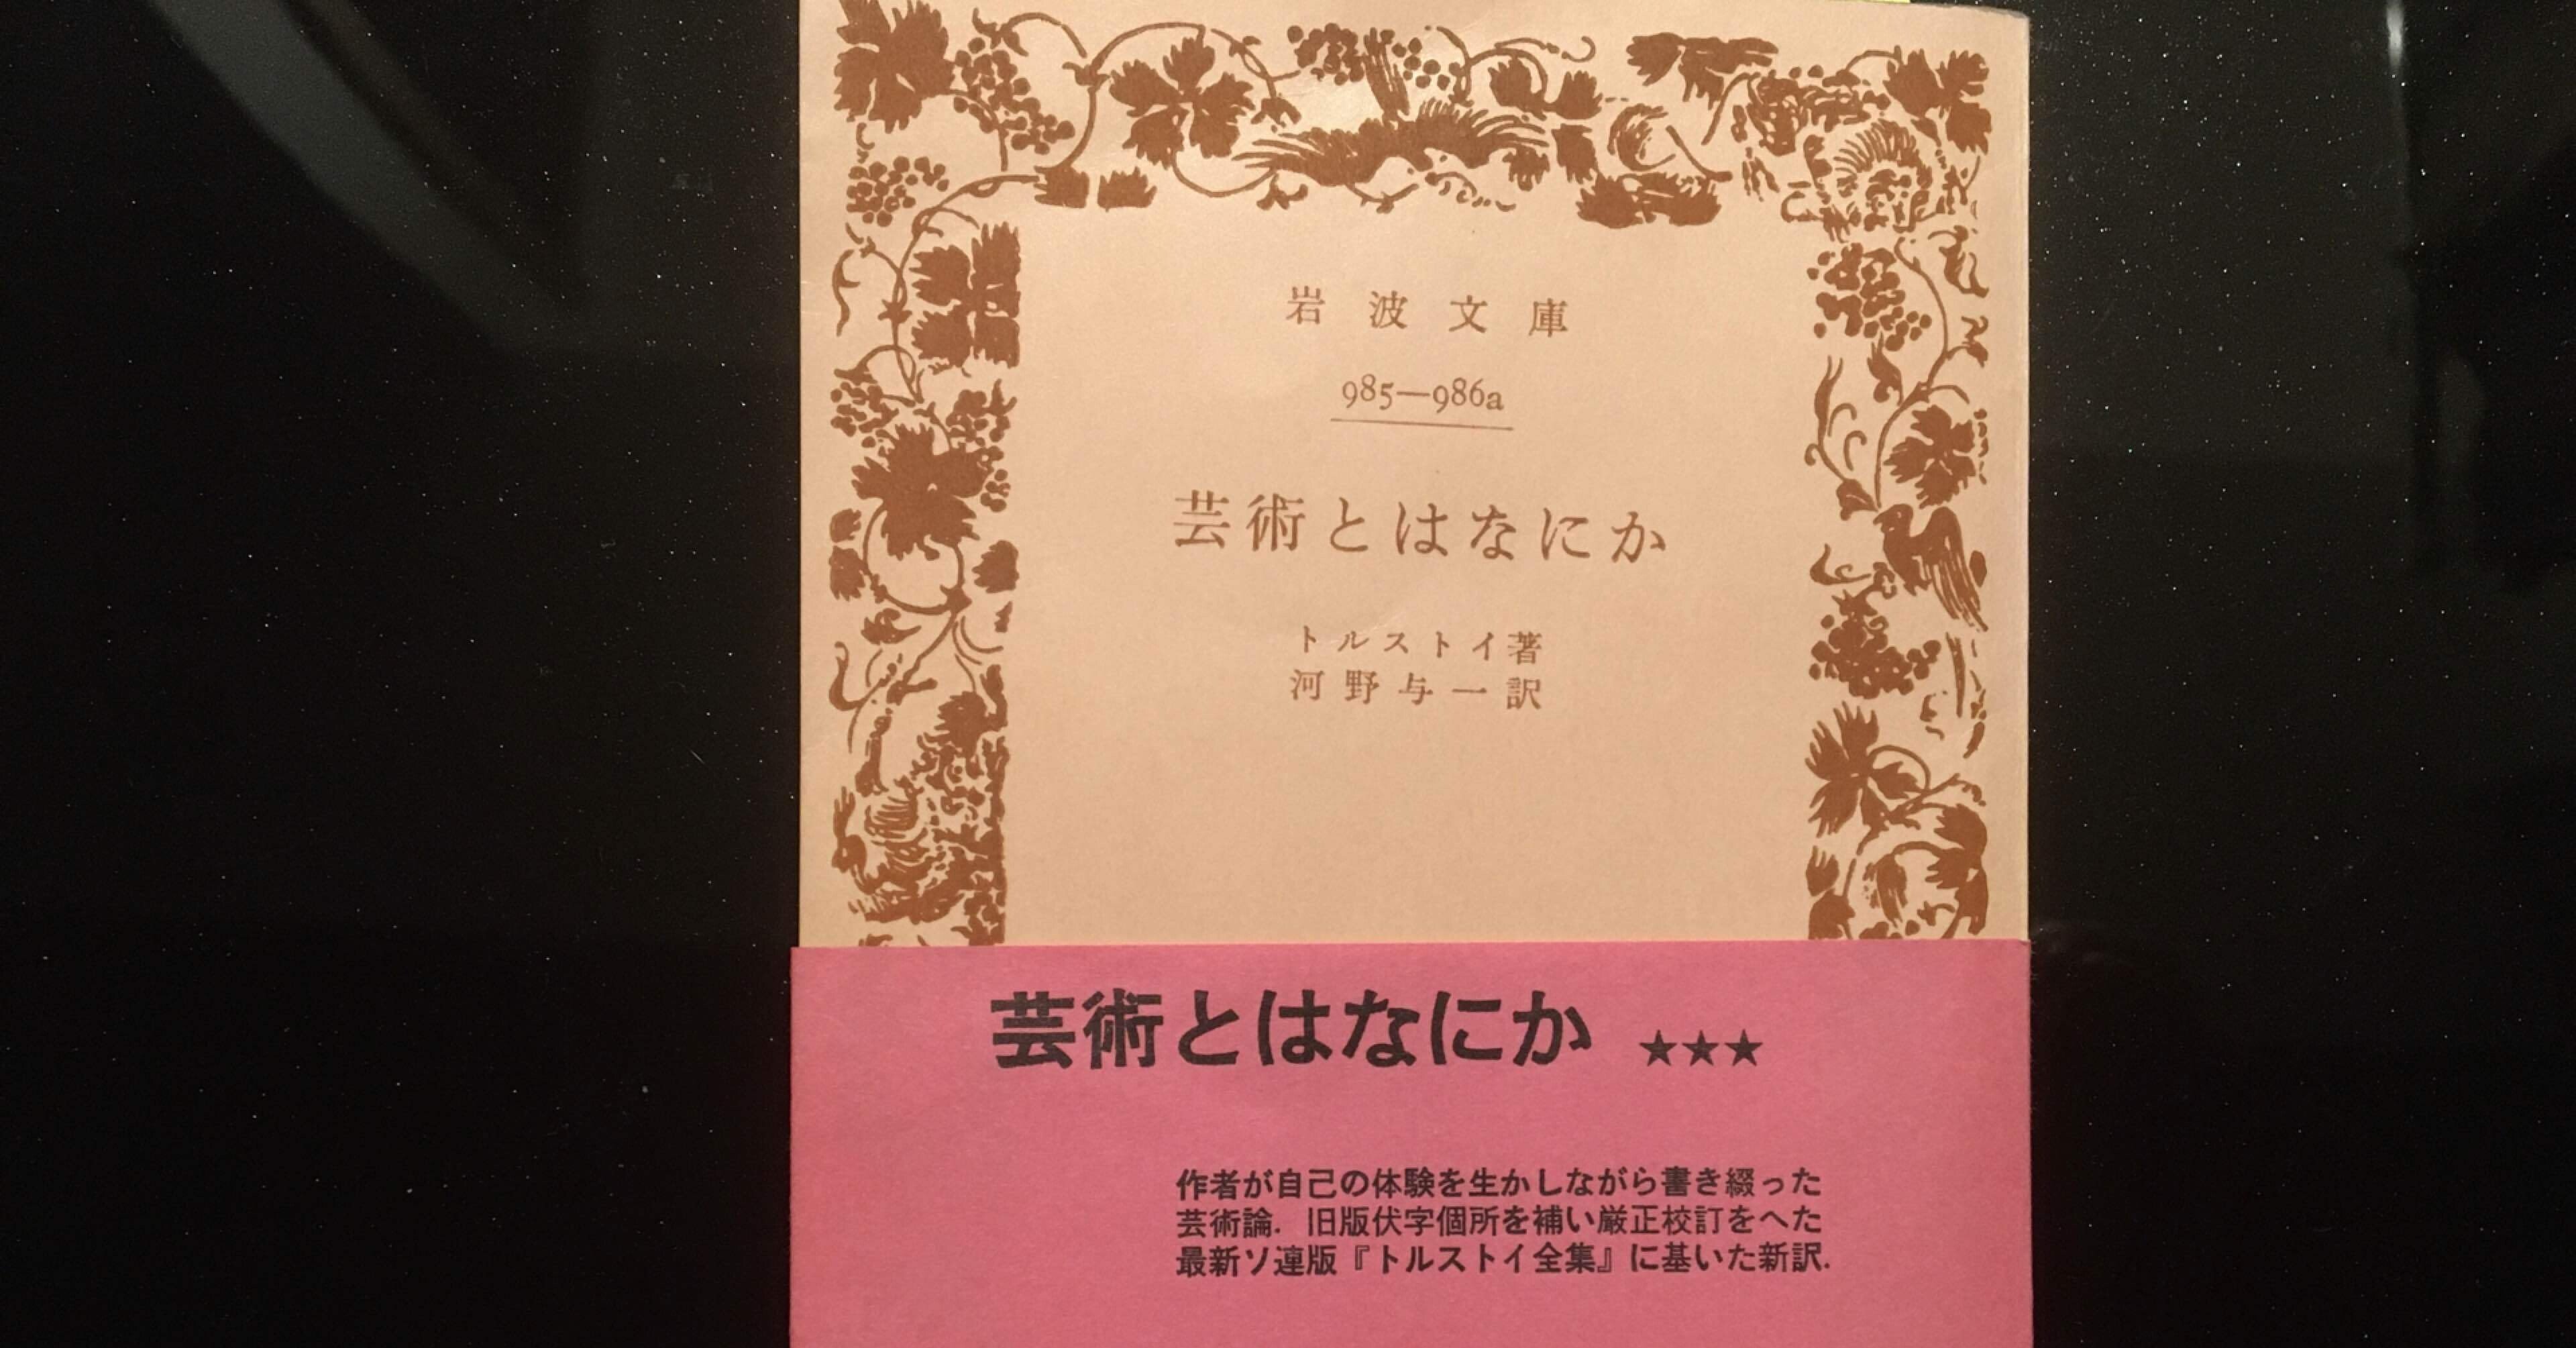 岩波文庫
985—986a
芸術とはなにか
トルストイ著
河野与一訳
芸術とはなにか ★★★
作者が自己の体験を生かしながら書き綴った
芸術論. 旧版伏字個所を補い厳正校訂をへた
最新ソ連版『トルストイ全集』に基いた新訳.